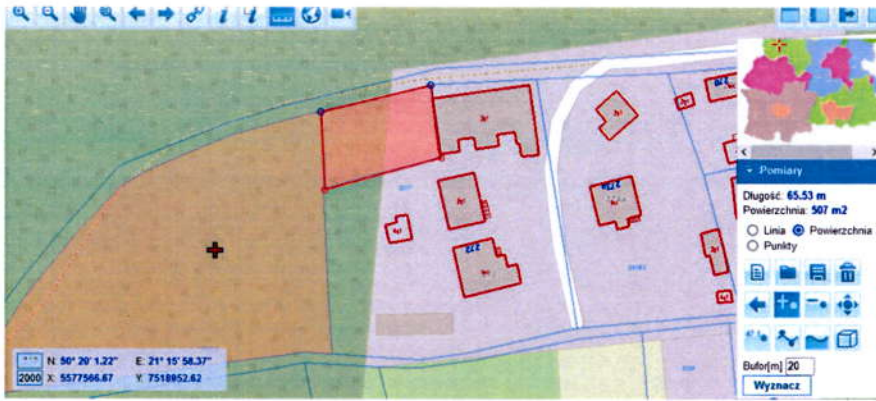 Pomiary
Długość: 65.53 m
Powierzchnia: 507 m2
Linia Powierzchnia
Punkty
272
N: 50° 20' 1.22" E: 21° 15' 58.37"
2000 X: 5577566.67 Y: 7518952.62
Bufor[m] 20
Wyznacz